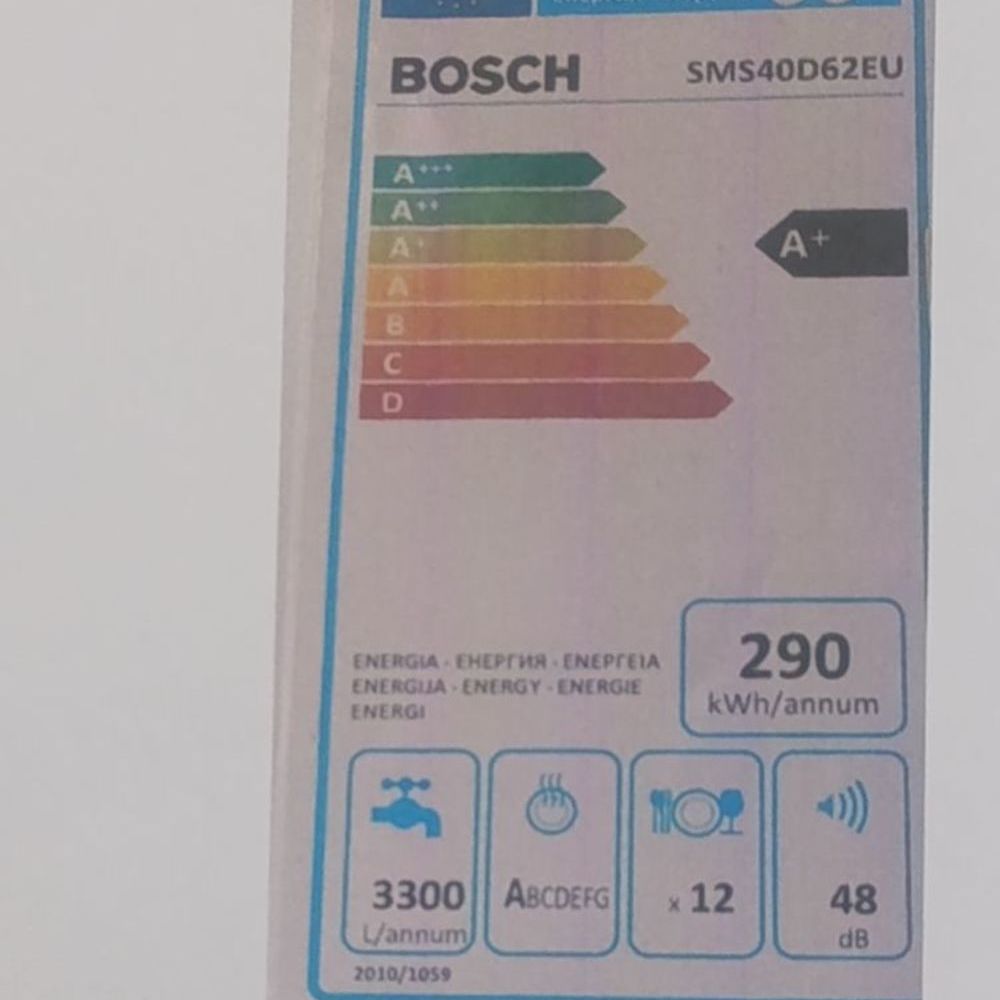 BOSCH SMS40D62EU
A+++
A++
A+
A+
A
B
C
D
290
kWh/annum
ENERGIA · ЕНЕРГИЯ · ΕΝΕΡΓΕΙΑ
ENERGIJA · ENERGY · ENERGIE
ENERGI
3300
L/annum
ABCDEFG
x 12
48
dB
2010/1059